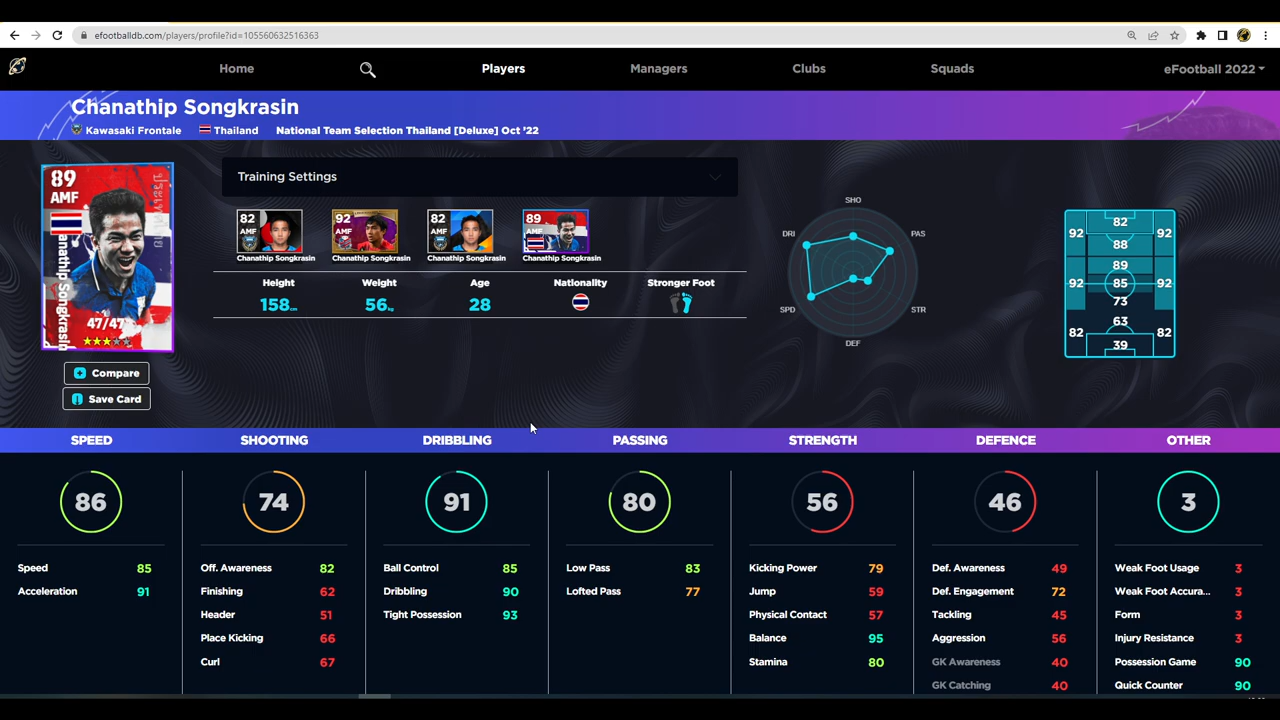 efootballdb.com/players/profile?id=105560632516363
Home
Players
Managers
Clubs
Squads
eFootball 2022
Chanathip Songkrasin
Kawasaki Frontale
Thailand
National Team Selection Thailand [Deluxe] Oct '22
89
AMF
Chanathip Songkrasin
47/47
Compare
Save Card
Training Settings
82
AMF
Chanathip Songkrasin
92
AMF
Chanathip Songkrasin
82
AMF
Chanathip Songkrasin
89
AMF
Chanathip Songkrasin
Height
Weight
Age
Nationality
Stronger Foot
158cm
56kg
28
SHO
PAS
STR
DEF
SPD
DRI
82
92 92
88
89
92 85 92
73
63
82 82
39
SPEED
SHOOTING
DRIBBLING
PASSING
STRENGTH
DEFENCE
OTHER
86
74
91
80
56
46
3
Speed 85
Acceleration 91
Off. Awareness 82
Finishing 62
Header 51
Place Kicking 66
Curl 67
Ball Control 85
Dribbling 90
Tight Possession 93
Low Pass 83
Lofted Pass 77
Kicking Power 79
Jump 59
Physical Contact 57
Balance 95
Stamina 80
Def. Awareness 49
Def. Engagement 72
Tackling 45
Aggression 56
GK Awareness 40
GK Catching 40
Weak Foot Usage 3
Weak Foot Accura... 3
Form 3
Injury Resistance 3
Possession Game 90
Quick Counter 90